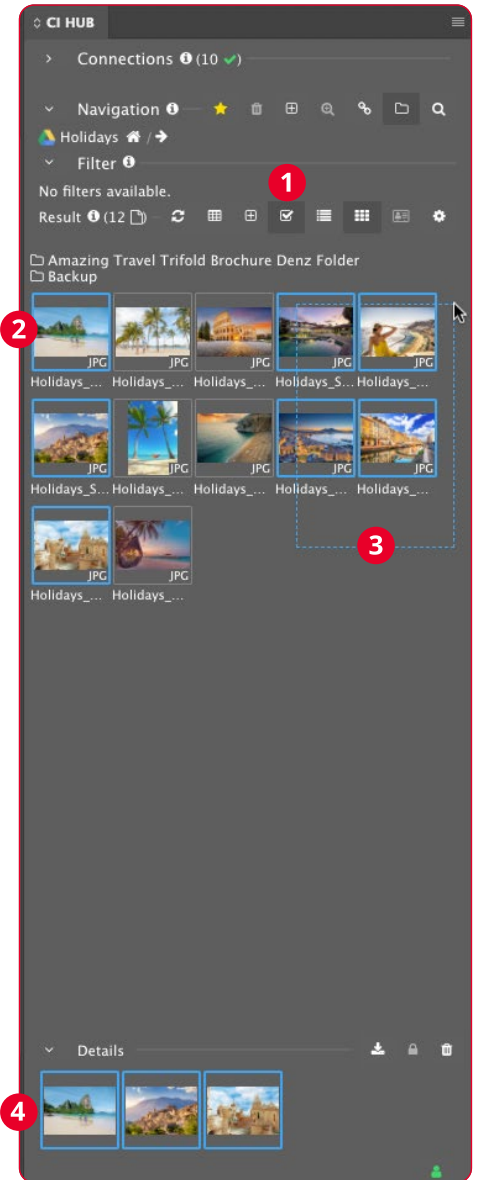 CI HUB
Connections (10 ✔)
Navigation
Holidays /
Filter
1
No filters available.
Result (12)
Amazing Travel Trifold Brochure Denz Folder
Backup
2
JPG JPG JPG JPG JPG
Holidays_... Holidays_... Holidays_... Holidays_S... Holidays_...
JPG JPG JPG JPG JPG
Holidays_S... Holidays_... Holidays_... Holidays_... Holidays_...
3
JPG JPG
Holidays_... Holidays_...
Details
4